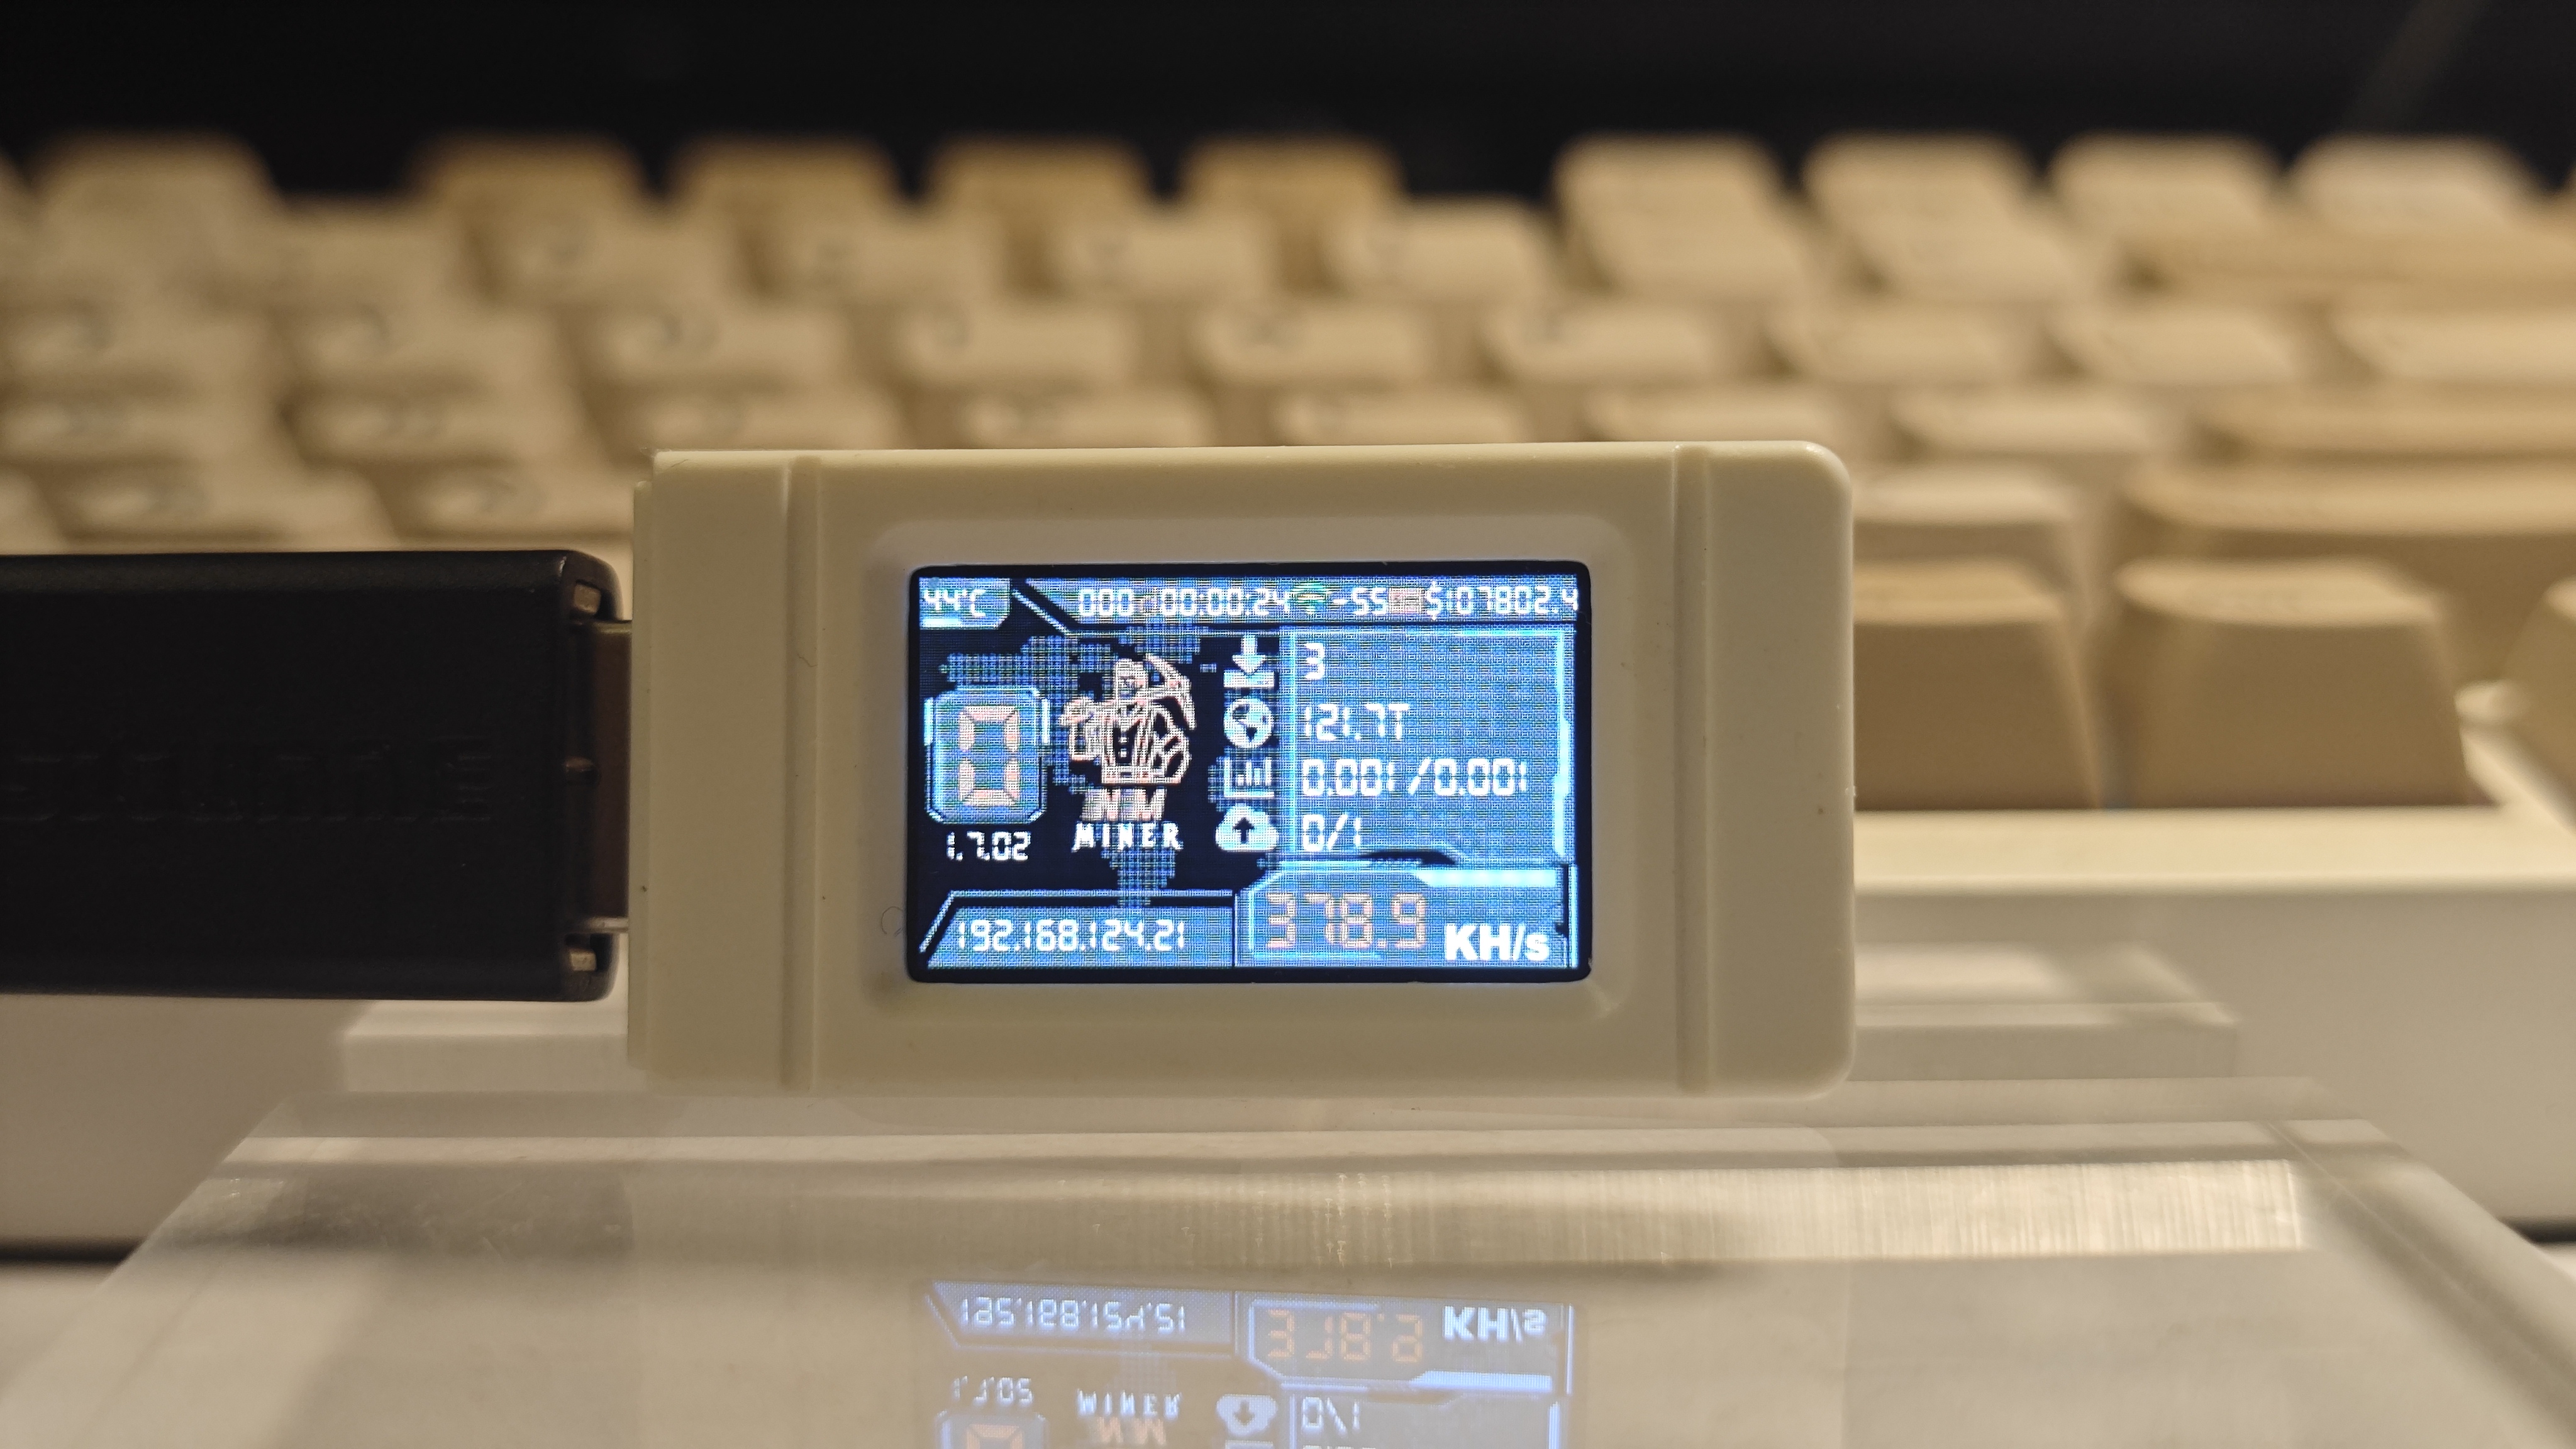 44°C 000 00:00:24 -55 $107802.4
3
121.7T
0.001/0.001
0/1
0
1.7.02
NM
MINER
192.168.124.21
378.9 KH/s